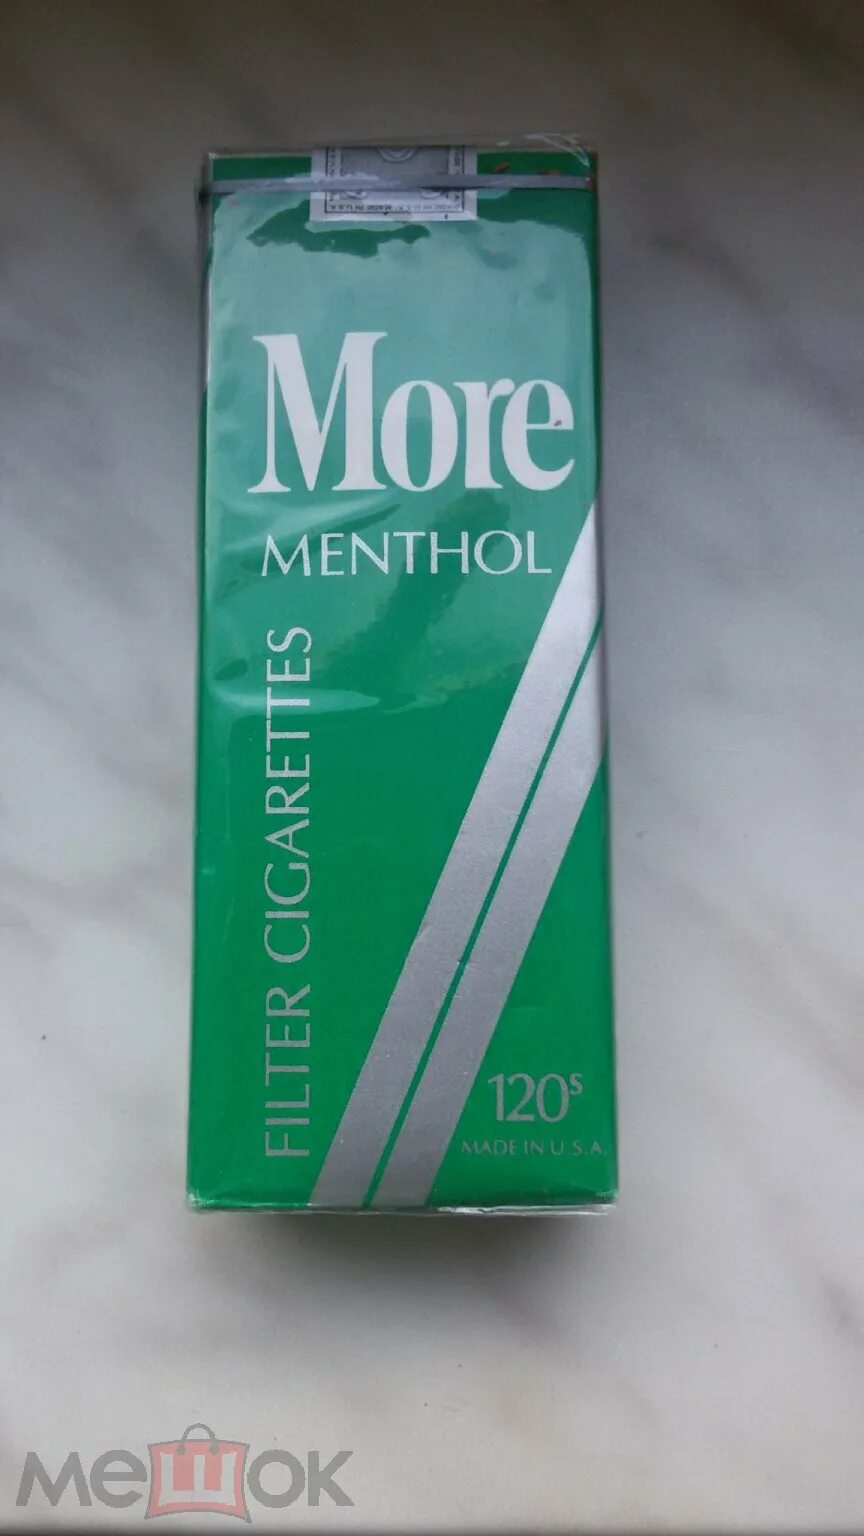 More
MENTHOL
FILTER CIGARETTES
120s
MADE IN U.S.A.
мешок